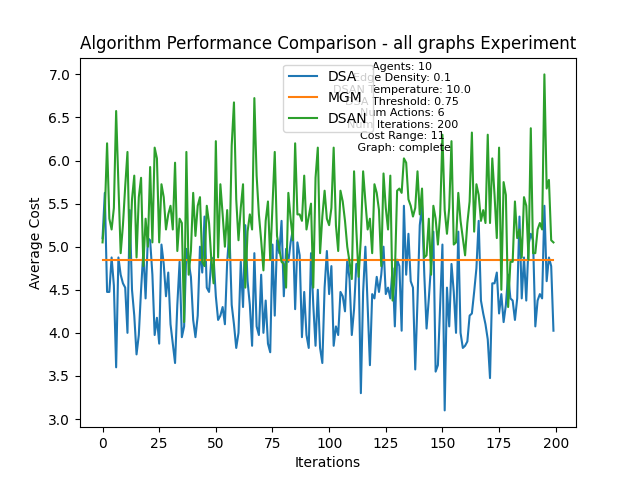 Algorithm Performance Comparison - all graphs Experiment
Agents: 10
Edge Density: 0.1
DSAN Temperature: 10.0
DSA Threshold: 0.75
Num Actions: 6
Num Iterations: 200
Cost Range: 11
Graph: complete
DSA
MGM
DSAN
7.0
6.5
6.0
5.5
5.0
4.5
4.0
3.5
3.0
Average Cost
0 25 50 75 100 125 150 175 200
Iterations